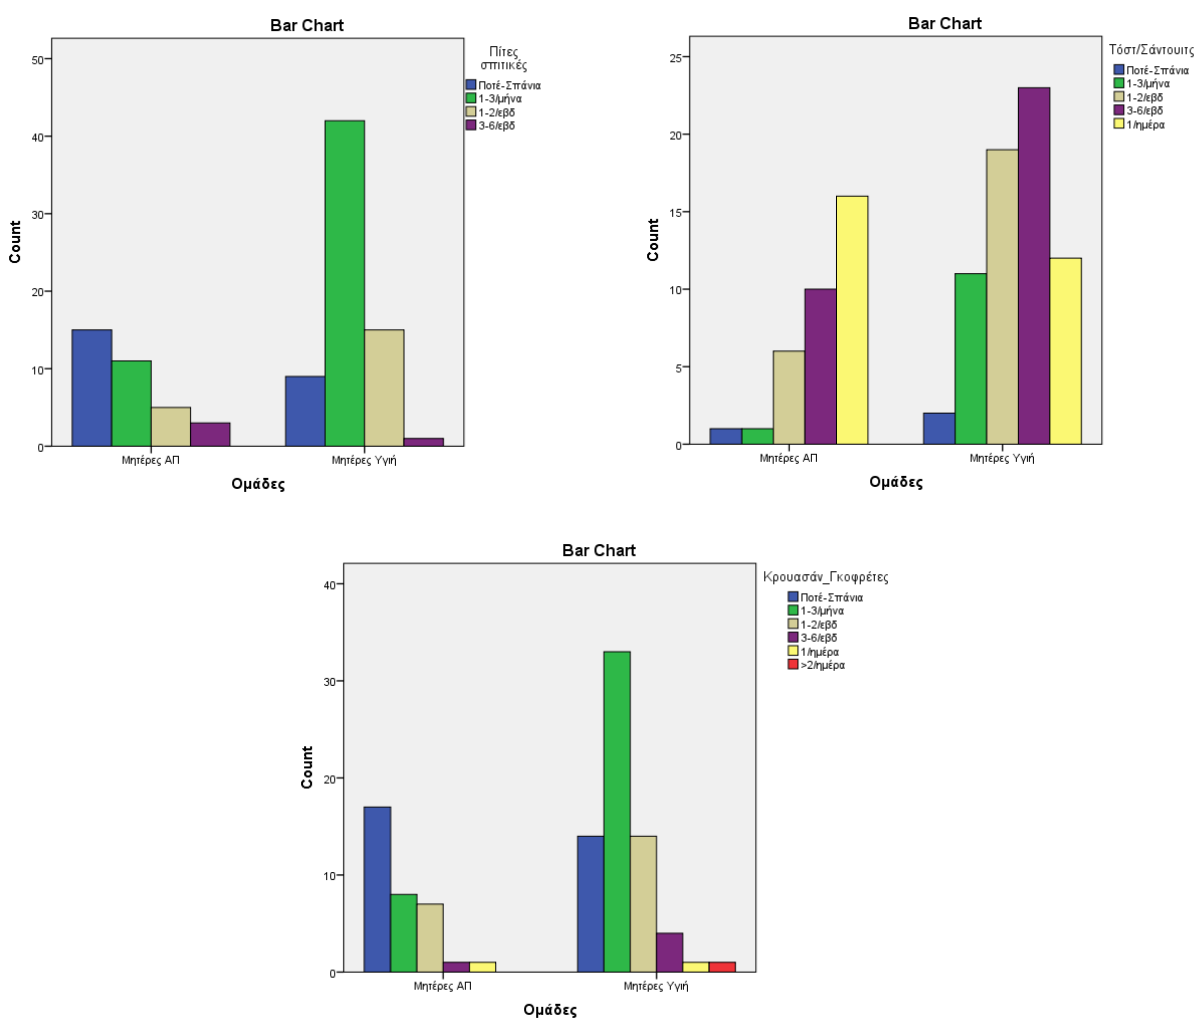 Bar Chart
Πίτες
σπιτικές
Ποτέ-Σπάνια
1-3/μήνα
1-2/εβδ
3-6/εβδ
50
40
30
20
10
0
Count
Μητέρες ΑΠ
Μητέρες Υγιή
Ομάδες
Bar Chart
Τόστ/Σάντουιτς
Ποτέ-Σπάνια
1-3/μήνα
1-2/εβδ
3-6/εβδ
1/ημέρα
25
20
15
10
5
0
Count
Μητέρες ΑΠ
Μητέρες Υγιή
Ομάδες
Bar Chart
Κρουασάν_Γκοφρέτες
Ποτέ-Σπάνια
1-3/μήνα
1-2/εβδ
3-6/εβδ
1/ημέρα
>2/ημέρα
40
30
20
10
0
Count
Μητέρες ΑΠ
Μητέρες Υγιή
Ομάδες